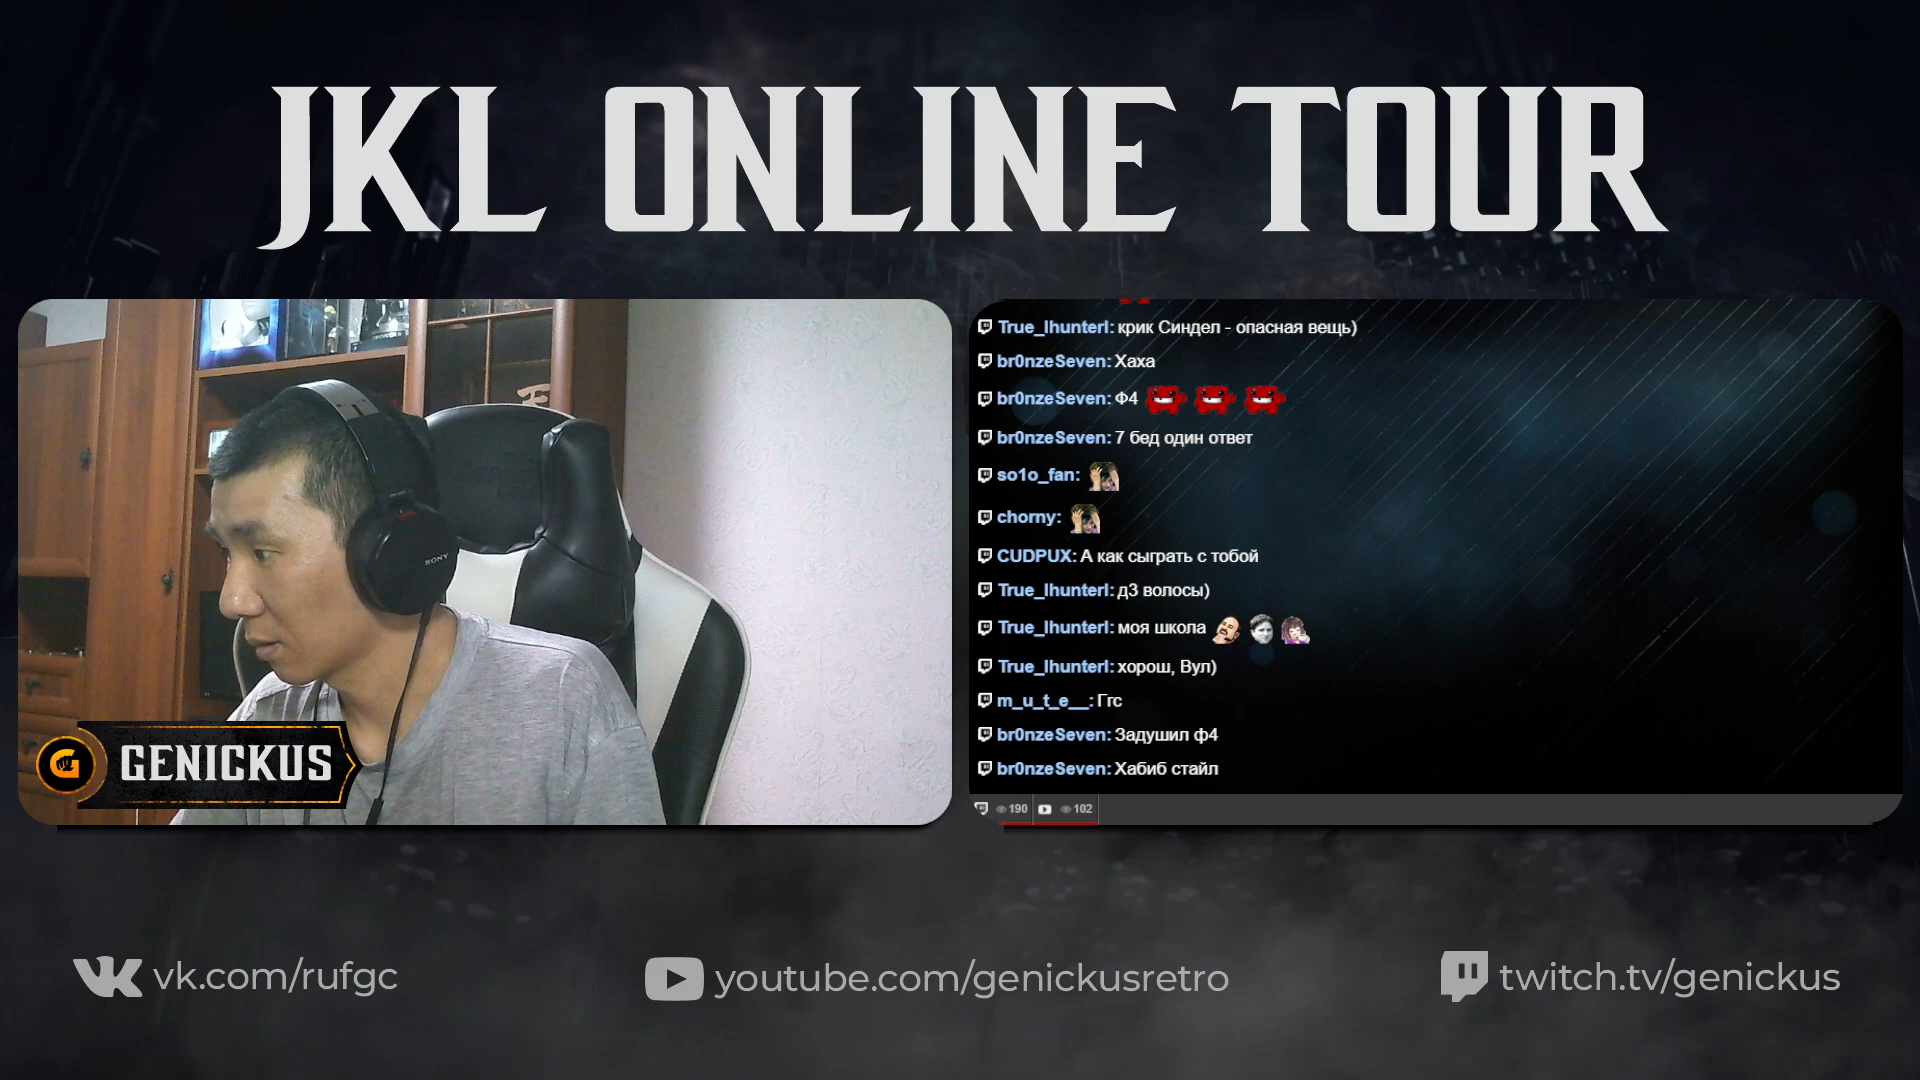 JKL ONLINE TOUR
SONY
GENICKUS
True_lhunterl: крик Синдел - опасная вещь)
br0nzeSeven: Хаха
br0nzeSeven: Ф4
br0nzeSeven: 7 бед один ответ
so1o_fan:
chorny:
CUDPUX: А как сыграть с тобой
True_lhunterl: д3 волосы)
True_lhunterl: моя школа
True_lhunterl: хорош, Вул)
m_u_t_e__: Ггс
br0nzeSeven: Задушил ф4
br0nzeSeven: Хабиб стайл
190 102
vk.com/rufgc
youtube.com/genickusretro
twitch.tv/genickus